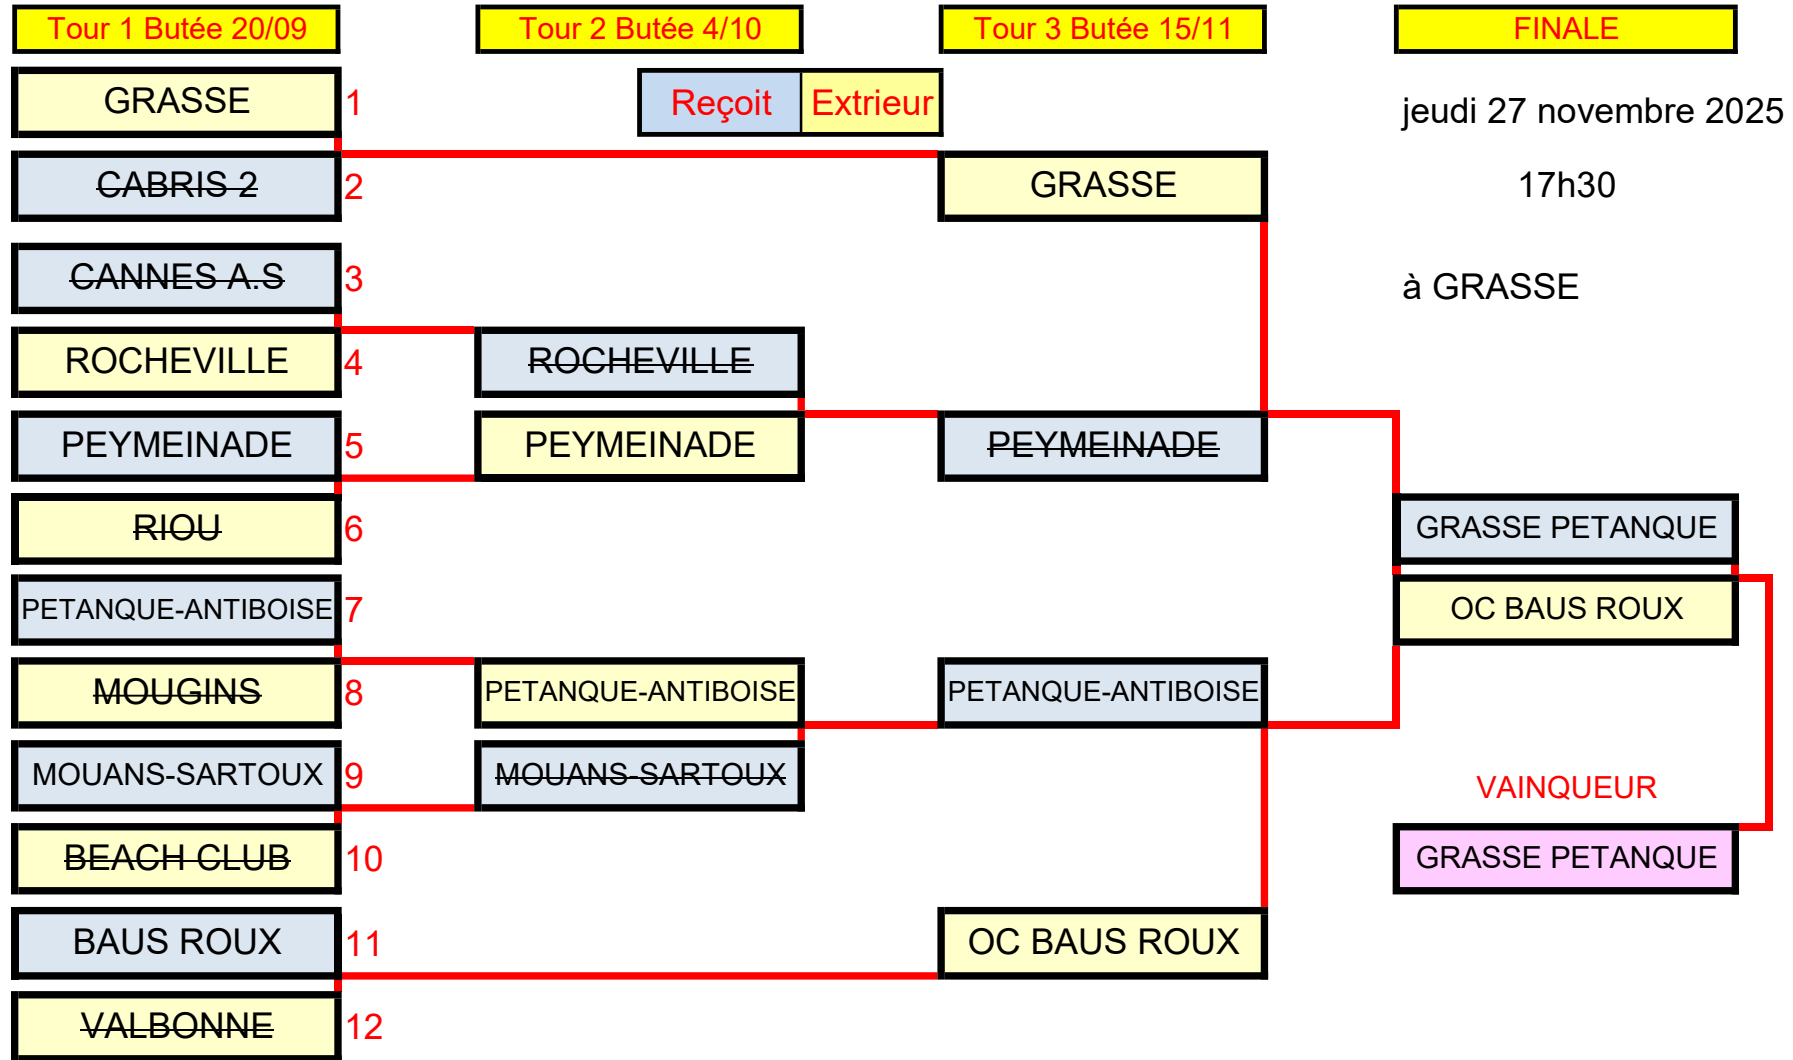 Tour 1 Butée 20/09
Tour 2 Butée 4/10
Tour 3 Butée 15/11
FINALE
GRASSE 1
Reçoit Extrieur
jeudi 27 novembre 2025
CABRIS 2 2
GRASSE
17h30
CANNES A.S 3
à GRASSE
ROCHEVILLE 4
ROCHEVILLE
PEYMEINADE 5
PEYMEINADE
PEYMEINADE
RIOU 6
GRASSE PETANQUE
PETANQUE-ANTIBOISE 7
OC BAUS ROUX
MOUGINS 8
PETANQUE-ANTIBOISE
PETANQUE-ANTIBOISE
MOUANS-SARTOUX 9
MOUANS-SARTOUX
VAINQUEUR
BEACH CLUB 10
GRASSE PETANQUE
BAUS ROUX 11
OC BAUS ROUX
VALBONNE 12